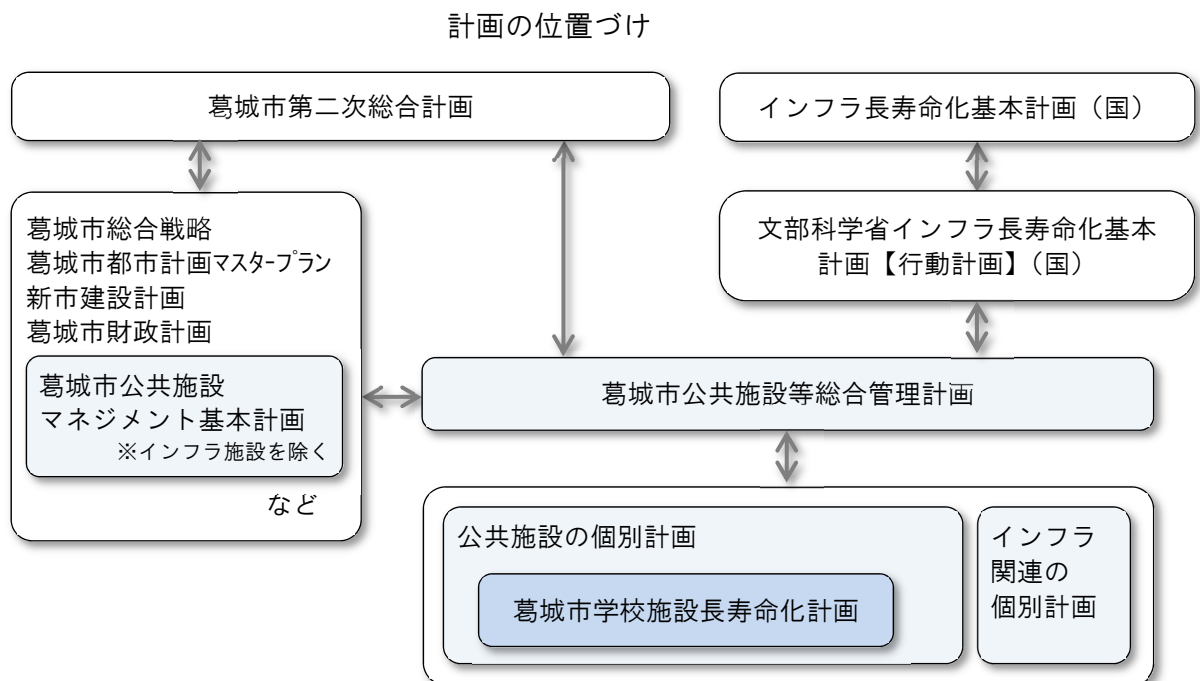 計画の位置づけ
葛城市第二次総合計画
インフラ長寿命化基本計画（国）
葛城市総合戦略
葛城市都市計画マスタープラン
新市建設計画
葛城市財政計画
葛城市公共施設
マネジメント基本計画
※インフラ施設を除く
など
文部科学省インフラ長寿命化基本
計画【行動計画】（国）
葛城市公共施設等総合管理計画
公共施設の個別計画
葛城市学校施設長寿命化計画
インフラ
関連の
個別計画